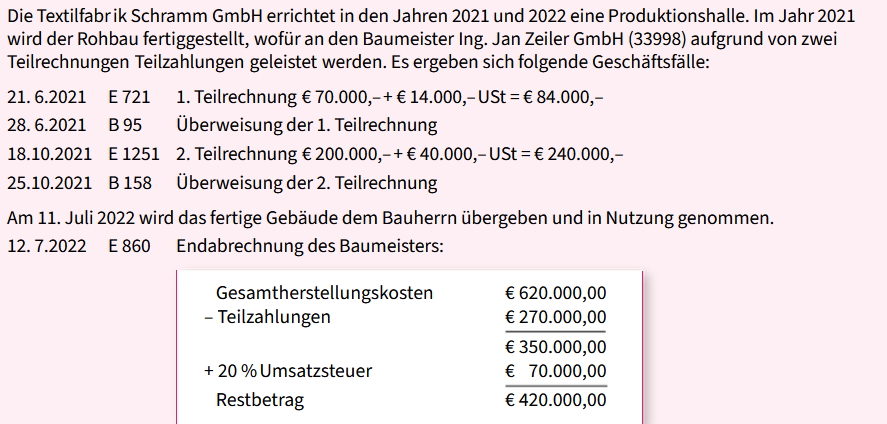 Die Textilfabrik Schramm GmbH errichtet in den Jahren 2021 und 2022 eine Produktionshalle. Im Jahr 2021
wird der Rohbau fertiggestellt, wofür an den Baumeister Ing. Jan Zeiler GmbH (33998) aufgrund von zwei
Teilrechnungen Teilzahlungen geleistet werden. Es ergeben sich folgende Geschäftsfälle:
21. 6.2021 E 721 1. Teilrechnung € 70.000,– + € 14.000,– USt = € 84.000,–
28. 6.2021 B 95 Überweisung der 1. Teilrechnung
18.10.2021 E 1251 2. Teilrechnung € 200.000,– + € 40.000,– USt = € 240.000,–
25.10.2021 B 158 Überweisung der 2. Teilrechnung
Am 11. Juli 2022 wird das fertige Gebäude dem Bauherrn übergeben und in Nutzung genommen.
12. 7.2022 E 860 Endabrechnung des Baumeisters:
Gesamtherstellungskosten € 620.000,00
– Teilzahlungen € 270.000,00
€ 350.000,00
+ 20 % Umsatzsteuer € 70.000,00
Restbetrag € 420.000,00